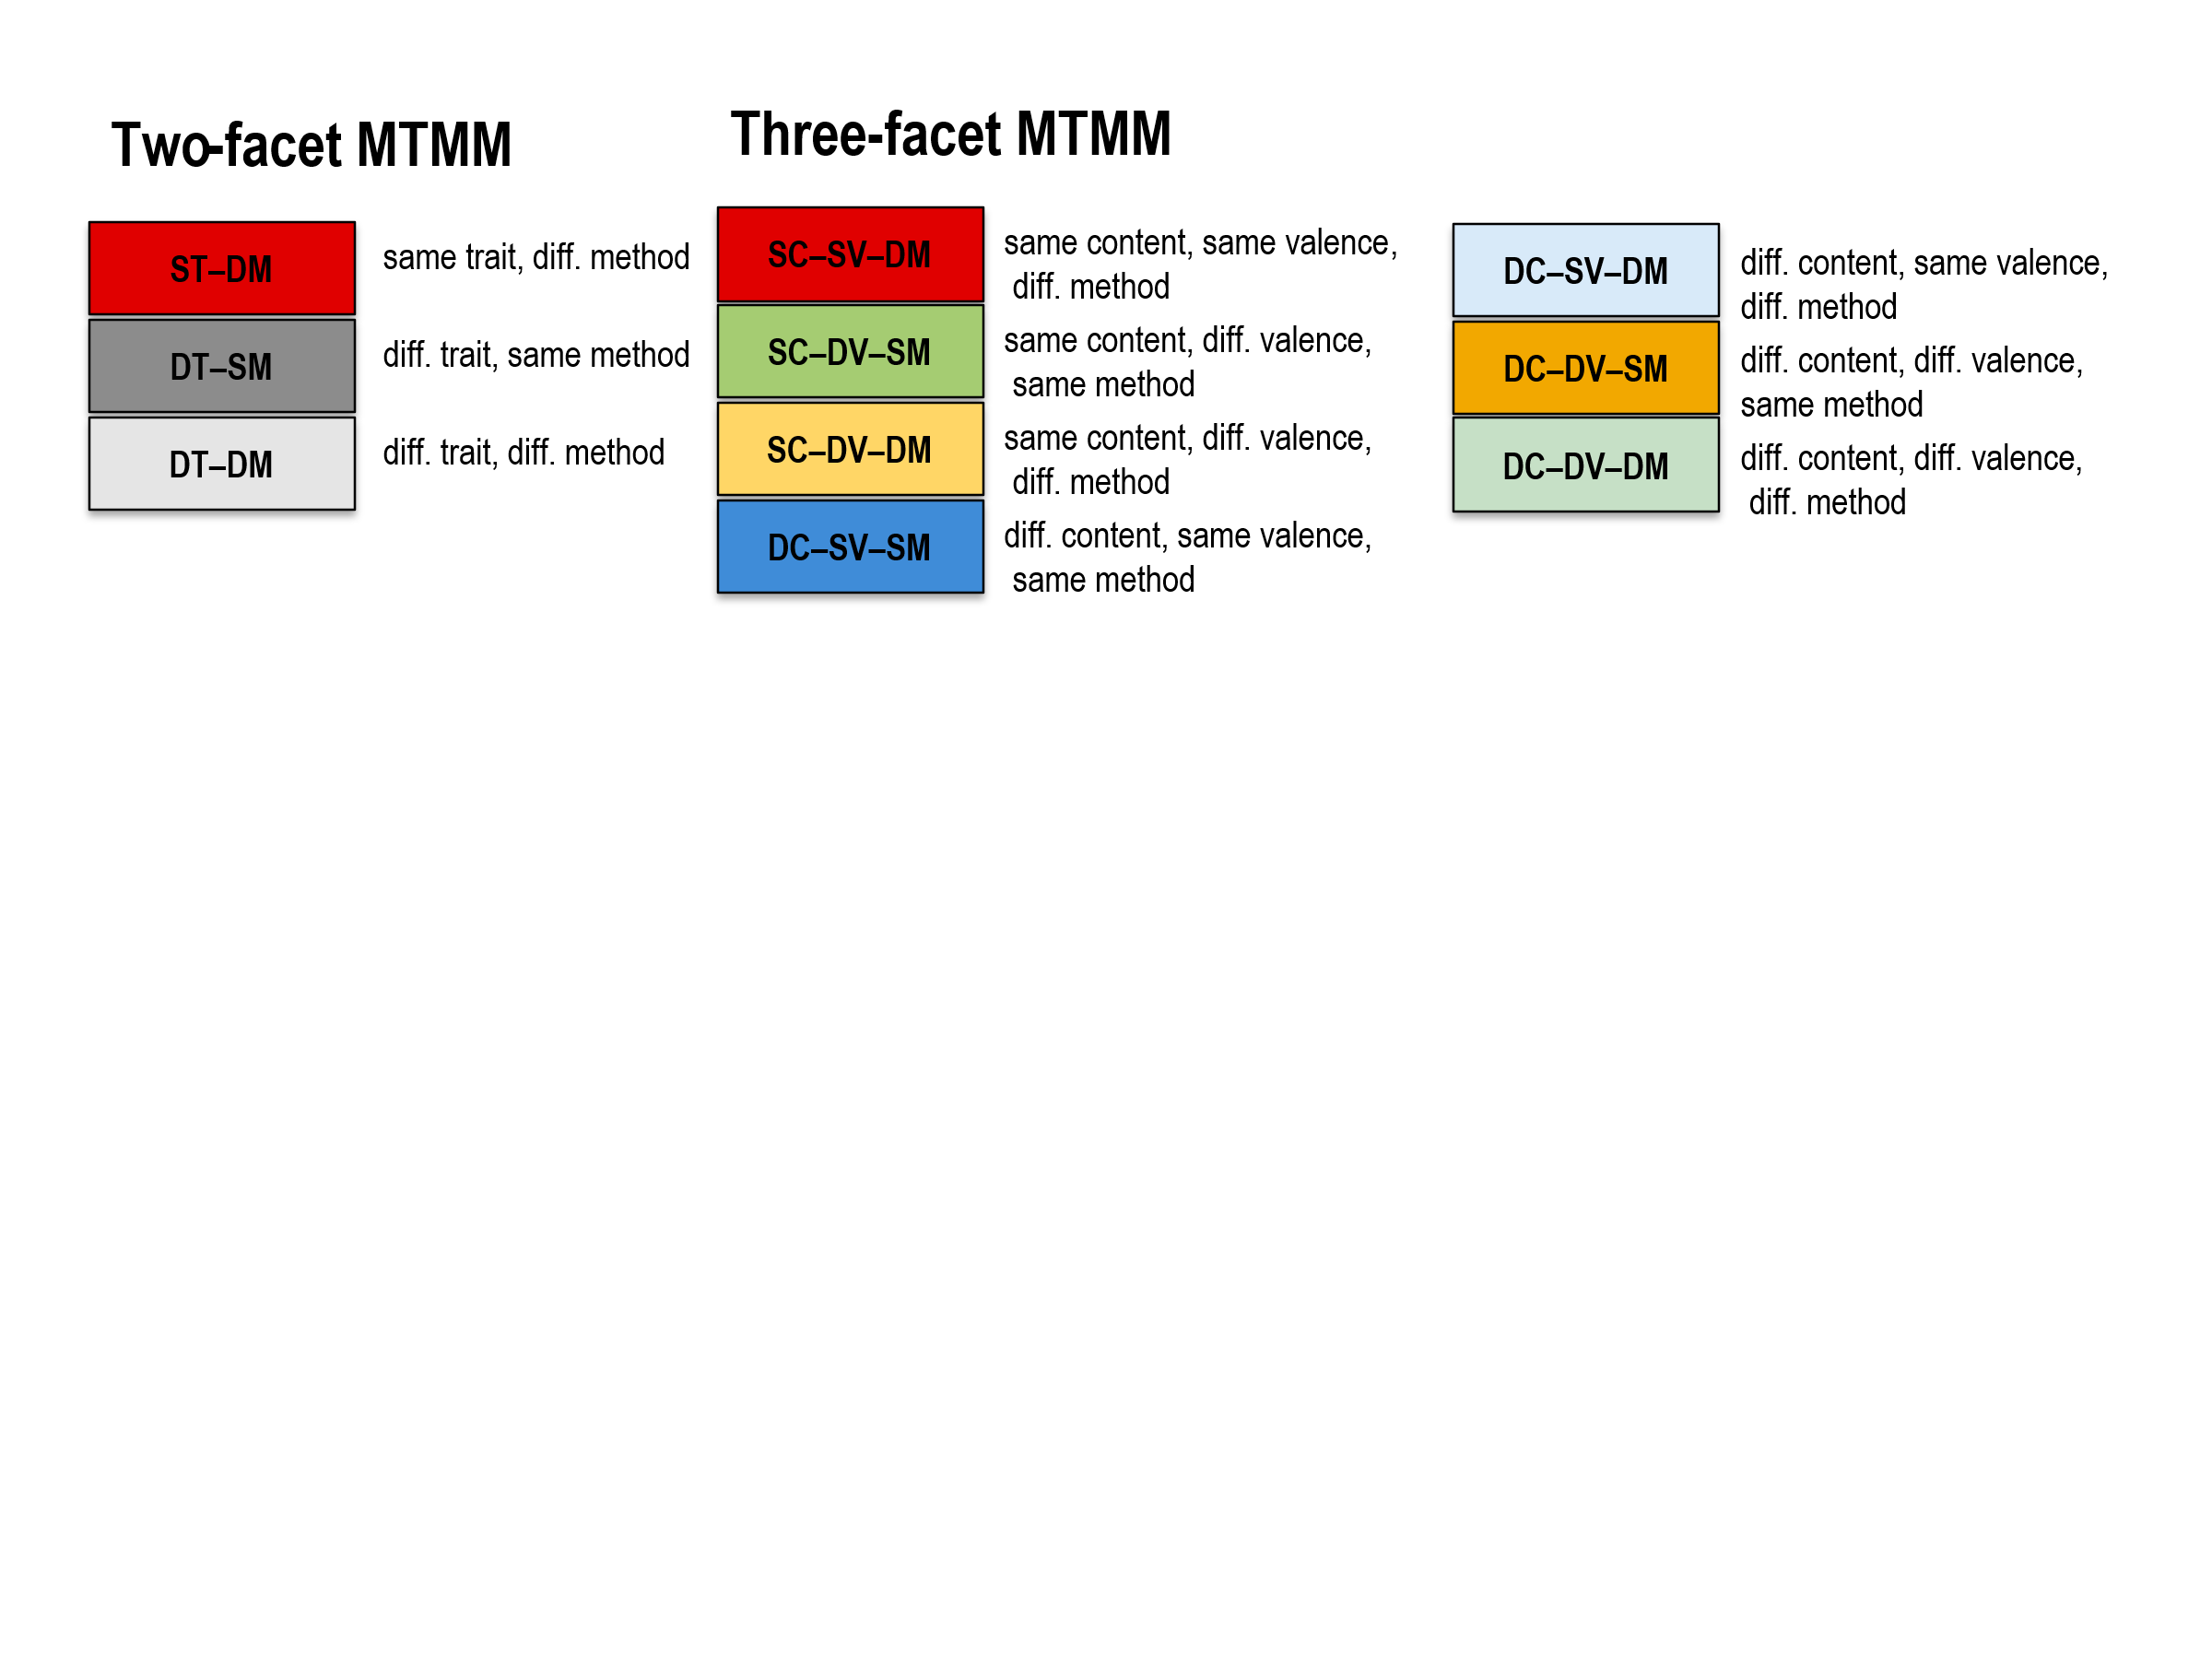 Two-facet MTMM
ST–DM
same trait, diff. method
DT–SM
diff. trait, same method
DT–DM
diff. trait, diff. method
Three-facet MTMM
SC–SV–DM
same content, same valence,
diff. method
SC–DV–SM
same content, diff. valence,
same method
SC–DV–DM
same content, diff. valence,
diff. method
DC–SV–SM
diff. content, same valence,
same method
DC–SV–DM
diff. content, same valence,
diff. method
DC–DV–SM
diff. content, diff. valence,
same method
DC–DV–DM
diff. content, diff. valence,
diff. method